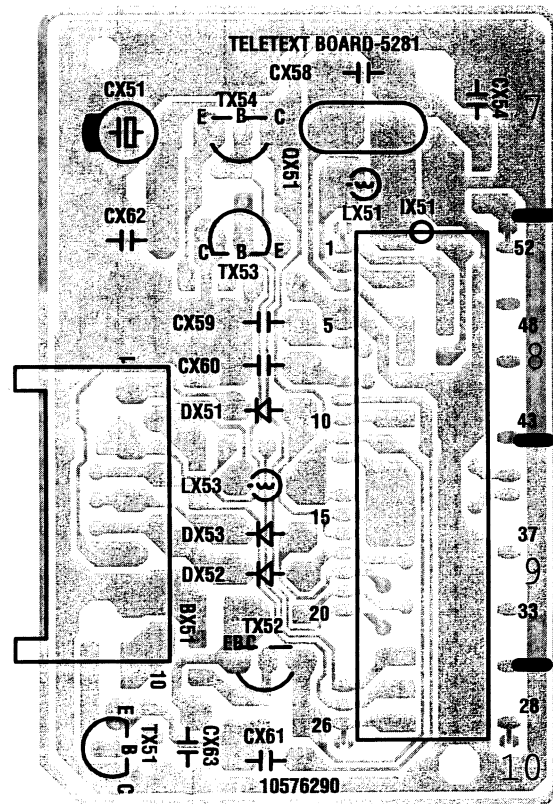 TELETEXT BOARD-5281
CX58
CX51
TX54
CX54
7
E B C
QX51
LX51
IX51
CX62
1
52
C B E
TX53
CX59
5
48
CX60
8
1
DX51
10
43
LX53
15
DX53
37
DX52
9
BX51
TX52
20
33
EBC
10
28
E
B
C
TX51
CX63
CX61
26
10
10576290